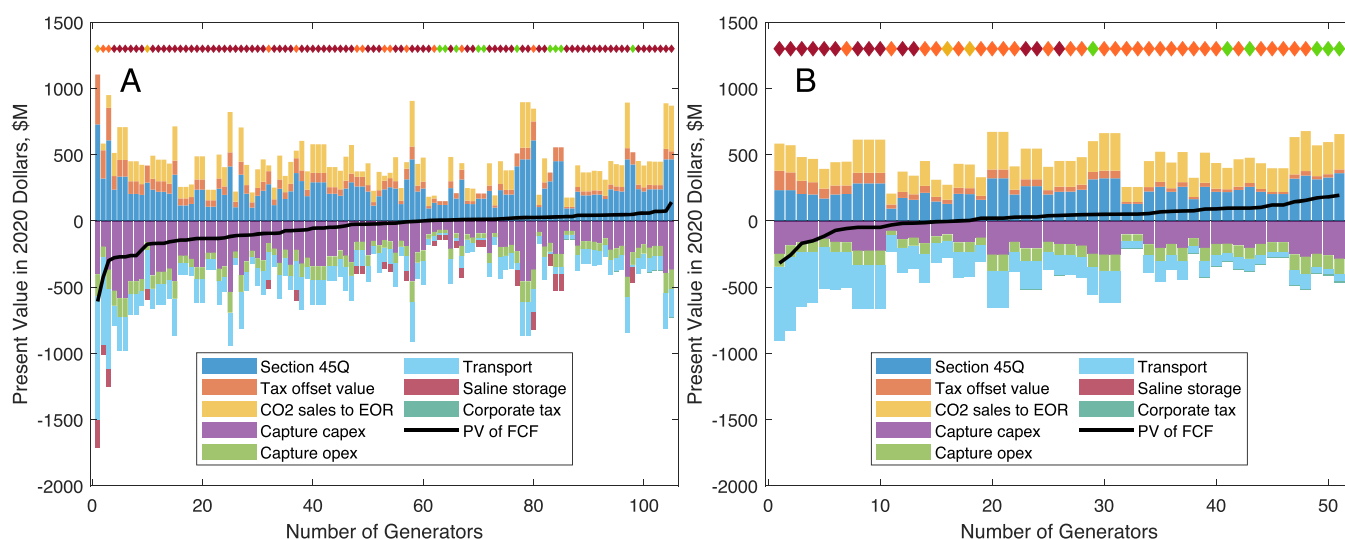 A
Present Value in 2020 Dollars, $M
1500
1000
500
0
-500
-1000
-1500
-2000
Section 45Q
Tax offset value
CO2 sales to EOR
Capture capex
Capture opex
Transport
Saline storage
Corporate tax
PV of FCF
0 20 40 60 80 100
Number of Generators
B
Present Value in 2020 Dollars, $M
1500
1000
500
0
-500
-1000
-1500
-2000
Section 45Q
Tax offset value
CO2 sales to EOR
Capture capex
Capture opex
Transport
Saline storage
Corporate tax
PV of FCF
0 10 20 30 40 50
Number of Generators